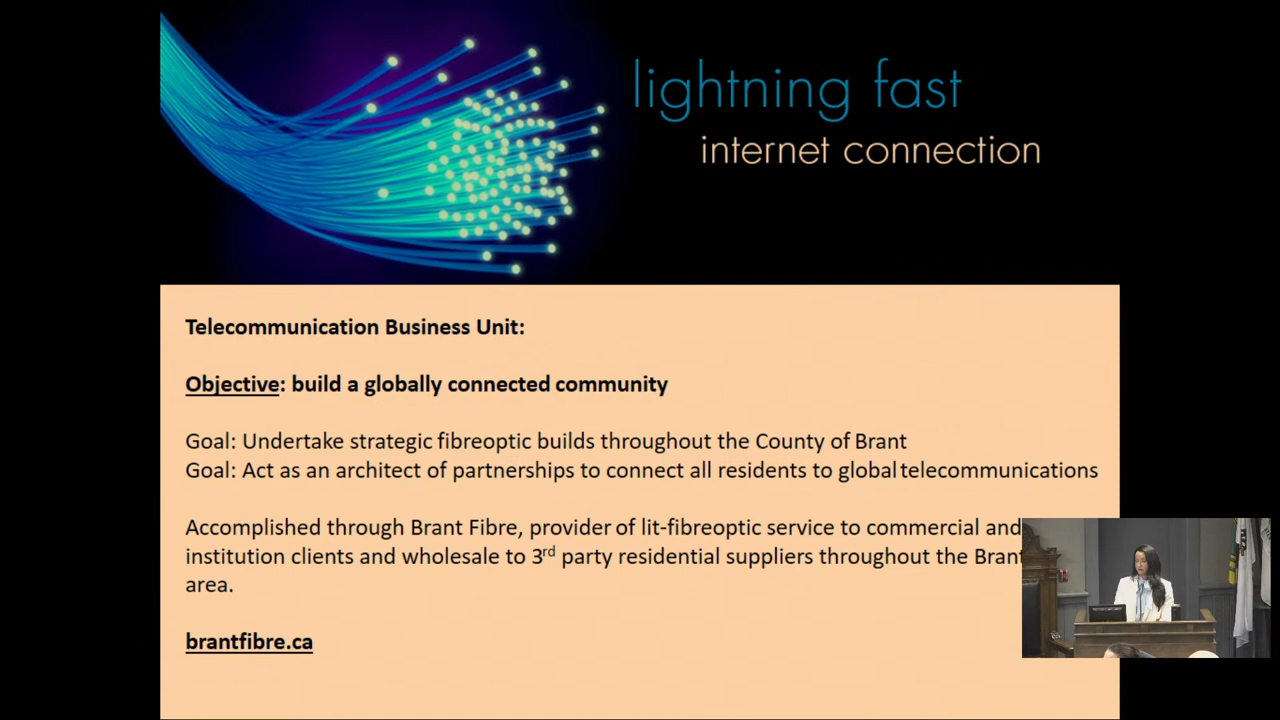 lightning fast
internet connection
Telecommunication Business Unit:
Objective: build a globally connected community
Goal: Undertake strategic fibreoptic builds throughout the County of Brant
Goal: Act as an architect of partnerships to connect all residents to global telecommunications
Accomplished through Brant Fibre, provider of lit-fibreoptic service to commercial and
institution clients and wholesale to 3rd party residential suppliers throughout the Brant
area.
brantfibre.ca